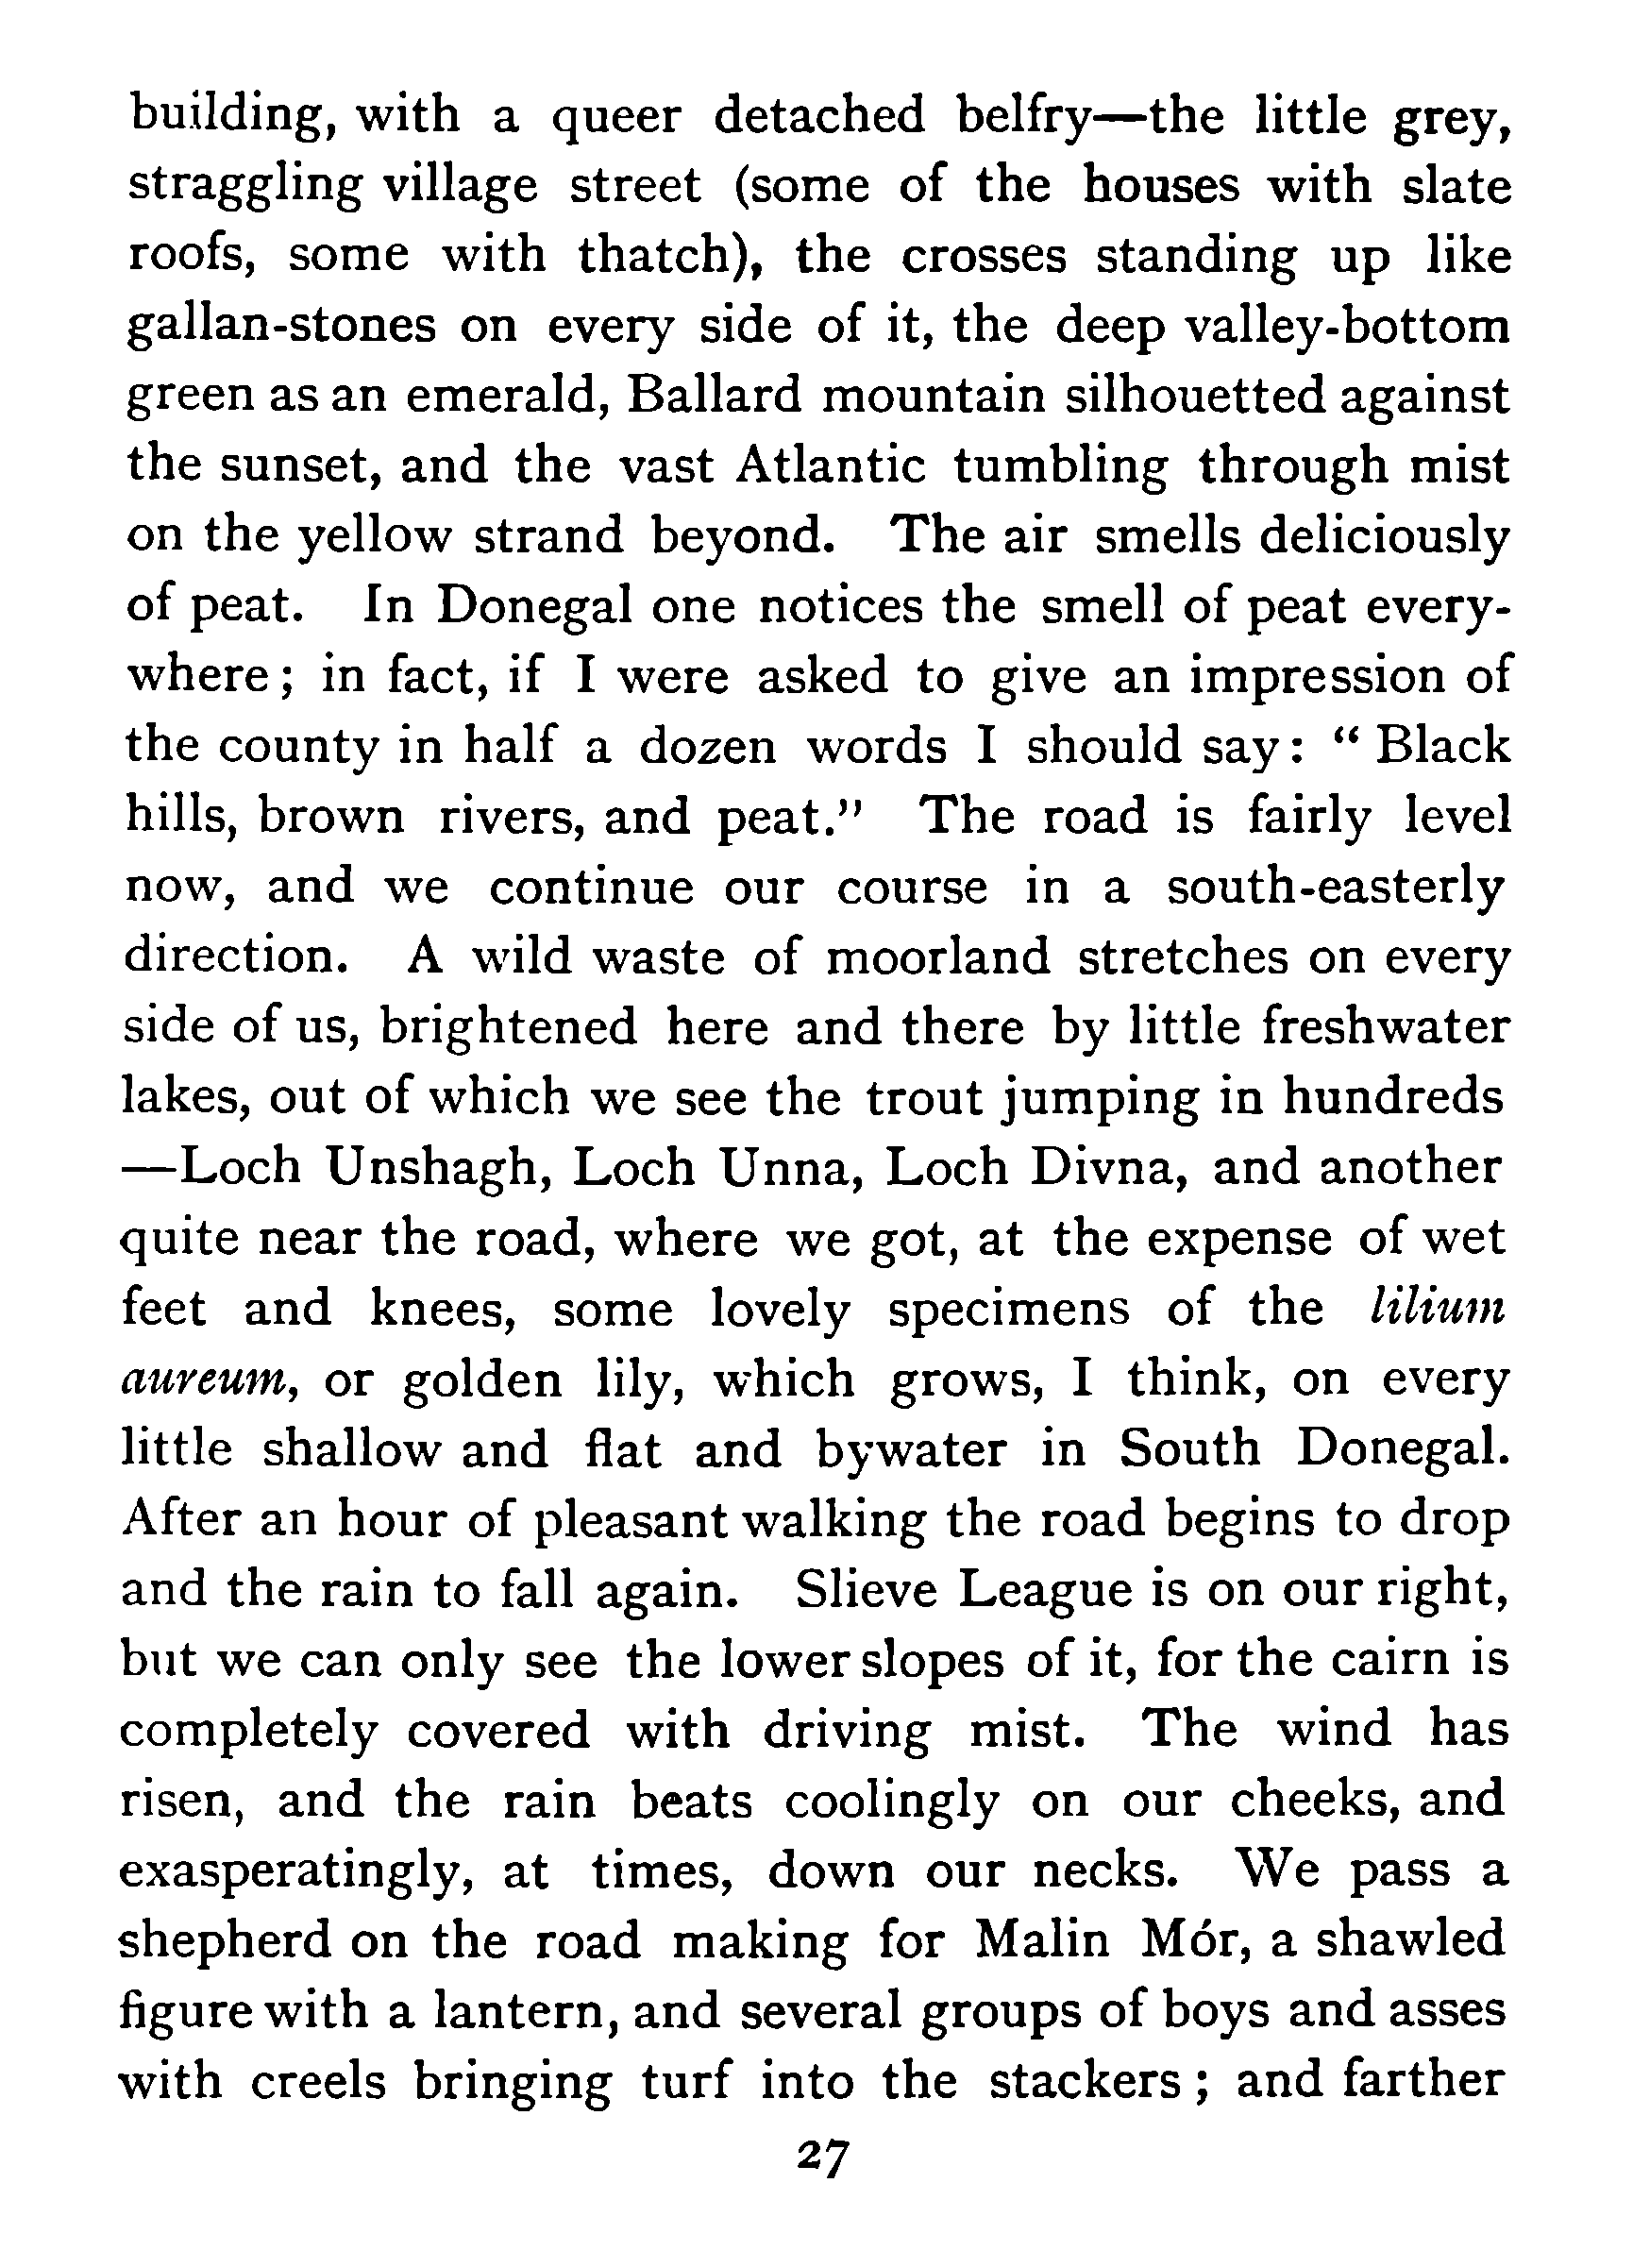 building, with a queer detached belfry—the little grey,
straggling village street (some of the houses with slate
roofs, some with thatch), the crosses standing up like
gallan-stones on every side of it, the deep valley-bottom
green as an emerald, Ballard mountain silhouetted against
the sunset, and the vast Atlantic tumbling through mist
on the yellow strand beyond. The air smells deliciously
of peat. In Donegal one notices the smell of peat every-
where; in fact, if I were asked to give an impression of
the county in half a dozen words I should say: “ Black
hills, brown rivers, and peat.” The road is fairly level
now, and we continue our course in a south-easterly
direction. A wild waste of moorland stretches on every
side of us, brightened here and there by little freshwater
lakes, out of which we see the trout jumping in hundreds
—Loch Unshagh, Loch Unna, Loch Divna, and another
quite near the road, where we got, at the expense of wet
feet and knees, some lovely specimens of the lilium
aureum, or golden lily, which grows, I think, on every
little shallow and flat and bywater in South Donegal.
After an hour of pleasant walking the road begins to drop
and the rain to fall again. Slieve League is on our right,
but we can only see the lower slopes of it, for the cairn is
completely covered with driving mist. The wind has
risen, and the rain beats coolingly on our cheeks, and
exasperatingly, at times, down our necks. We pass a
shepherd on the road making for Malin Mór, a shawled
figure with a lantern, and several groups of boys and asses
with creels bringing turf into the stackers; and farther
27